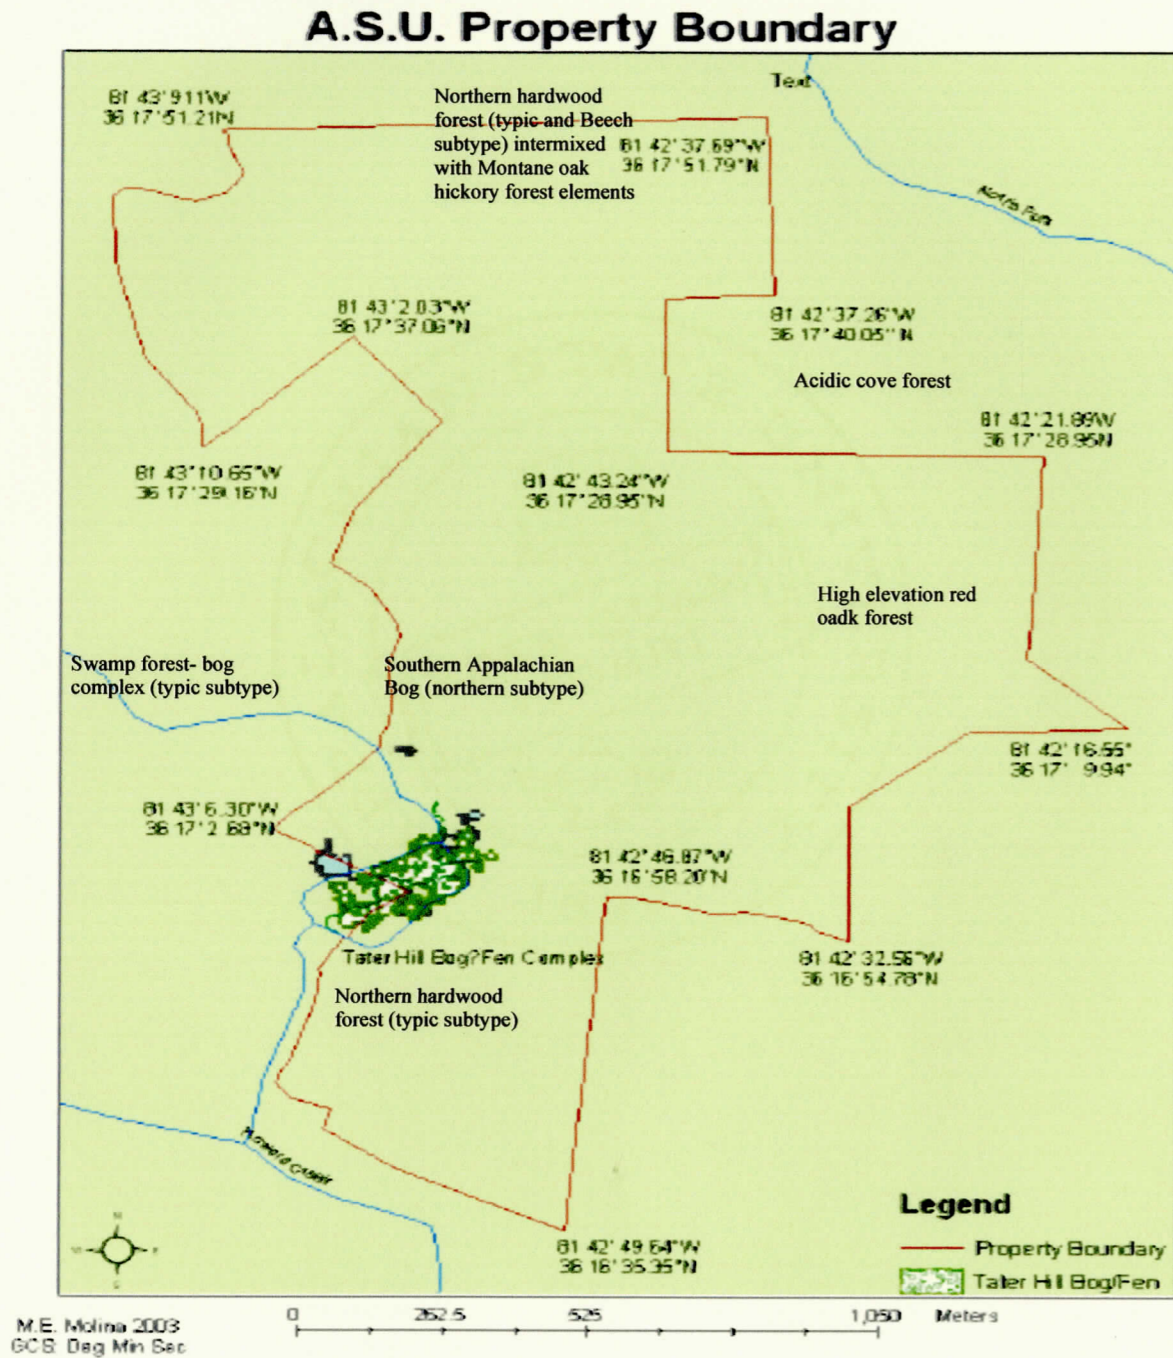 A.S.U. Property Boundary
Text
81 43'911W
36 17'51.21N
Northern hardwood
forest (typic and Beech
subtype) intermixed
with Montane oak
hickory forest elements
81 42'37.69"W
36 17'51.79"N
North Fork
81 43'2.03"W
36 17'37.06"N
81 42'37.26"W
36 17'40.05"N
Acidic cove forest
81 42'21.89W
36 17'28.95N
81 43'10.65"W
36 17'29.16"N
81 42'43.24"W
36 17'28.95"N
High elevation red
oadk forest
Swamp forest- bog
complex (typic subtype)
Southern Appalachian
Bog (northern subtype)
81 42'16.55"
36 17' 9.94"
81 43'6.30"W
36 17'2.68"N
81 42'46.87"W
36 16'58.20"N
81 42'32.56"W
36 16'54.78"N
Tater Hill Bog?Fen Complex
Northern hardwood
forest (typic subtype)
Howard Creek
81 42'49.64"W
36 16'35.35"N
Legend
Property Boundary
Tater Hill Bog/Fen
N
W
E
S
0 262.5 525 1,050 Meters
M.E. Molina 2003
GCS: Deg Min Sec